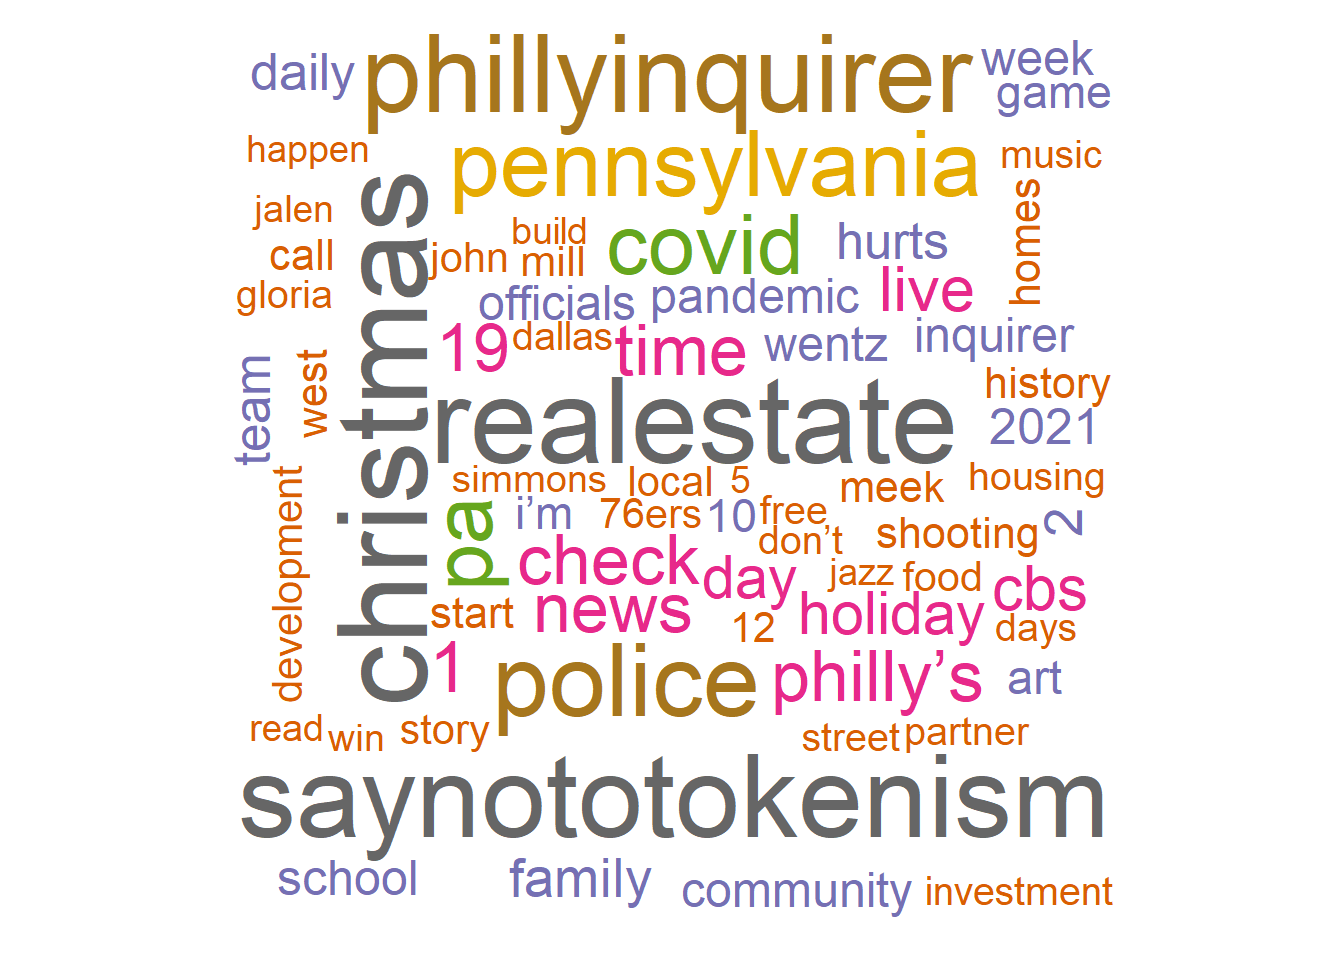 daily phillyinquirer week
game
happen pennsylvania music
christmas
jalen build covid hurts homes
call john mill live
gloria officials pandemic
19 dallas time wentz inquirer
team west realestate history
2021
simmons local 5 meek housing
development pa i’m 76ers 10 free shooting 2
don’t
check day jazz food cbs
start news 12 holiday days
1 police philly’s art
read win story street partner
saynototokenism
school family community investment